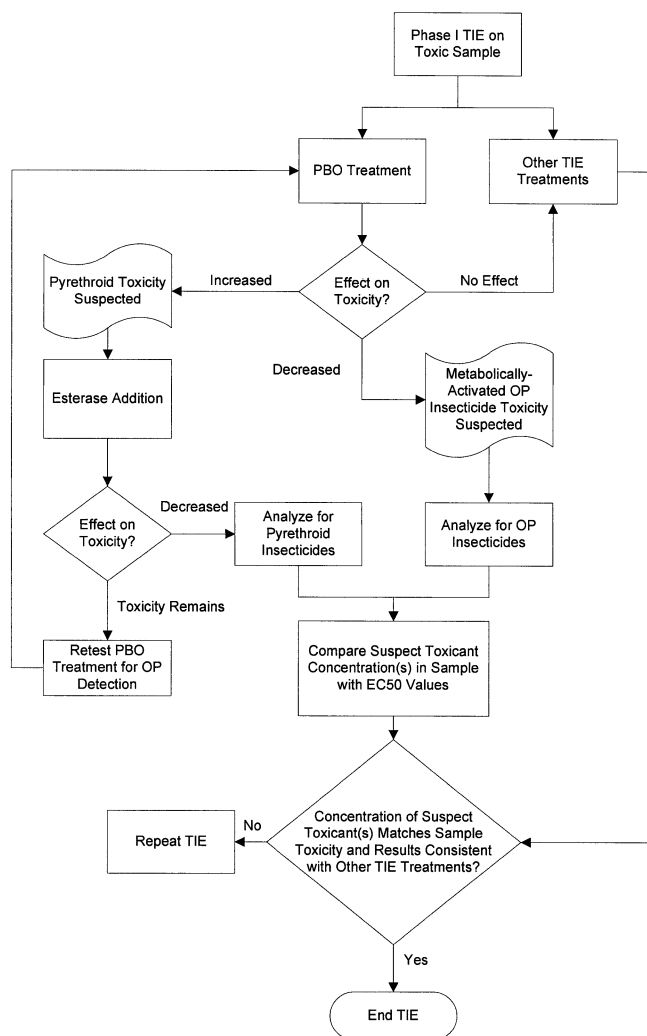 Phase I TIE on
Toxic Sample
PBO Treatment
Other TIE
Treatments
Pyrethroid Toxicity
Suspected
Increased
Effect on
Toxicity?
No Effect
Decreased
Metabolically-
Activated OP
Insecticide Toxicity
Suspected
Esterase Addition
Effect on
Toxicity?
Decreased
Analyze for
Pyrethroid
Insecticides
Analyze for OP
Insecticides
Toxicity Remains
Retest PBO
Treatment for OP
Detection
Compare Suspect Toxicant
Concentration(s) in Sample
with EC50 Values
Concentration of Suspect
Toxicant(s) Matches Sample
Toxicity and Results Consistent
with Other TIE Treatments?
No
Repeat TIE
Yes
End TIE